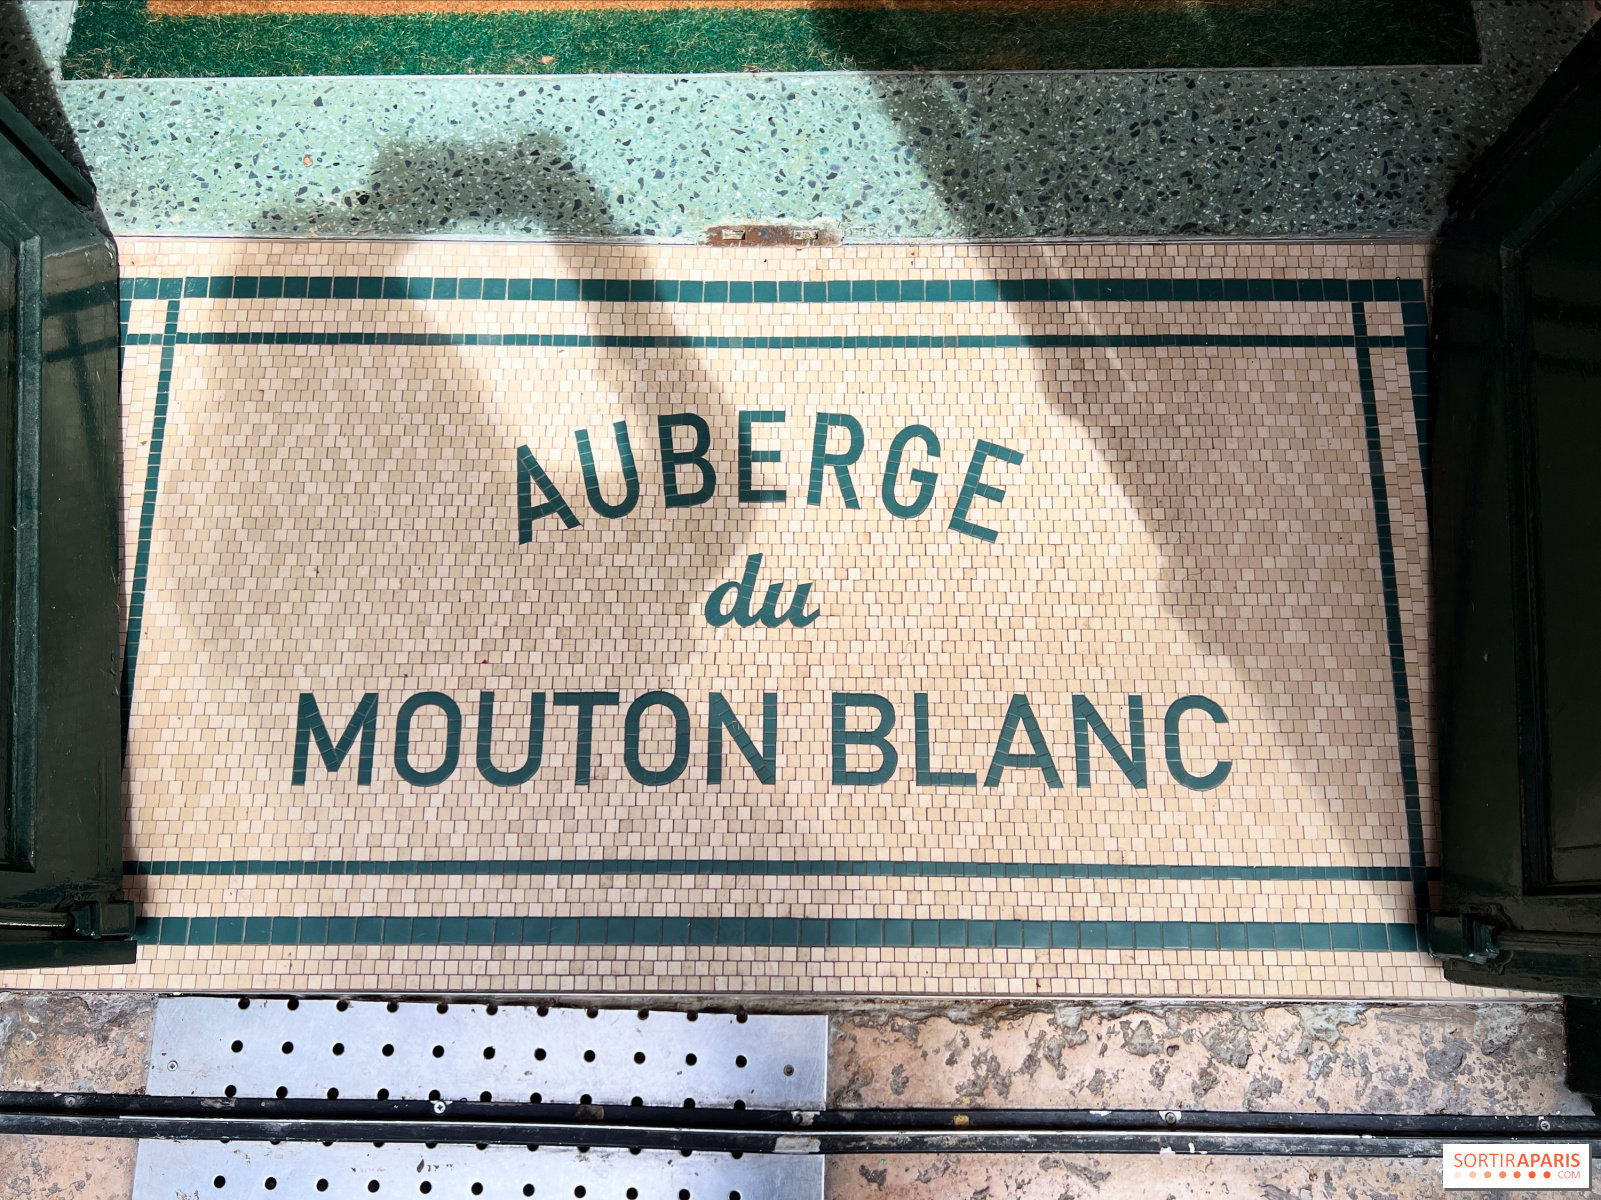 AUBERGE
du
MOUTON BLANC
SORTIRAPARIS
.COM